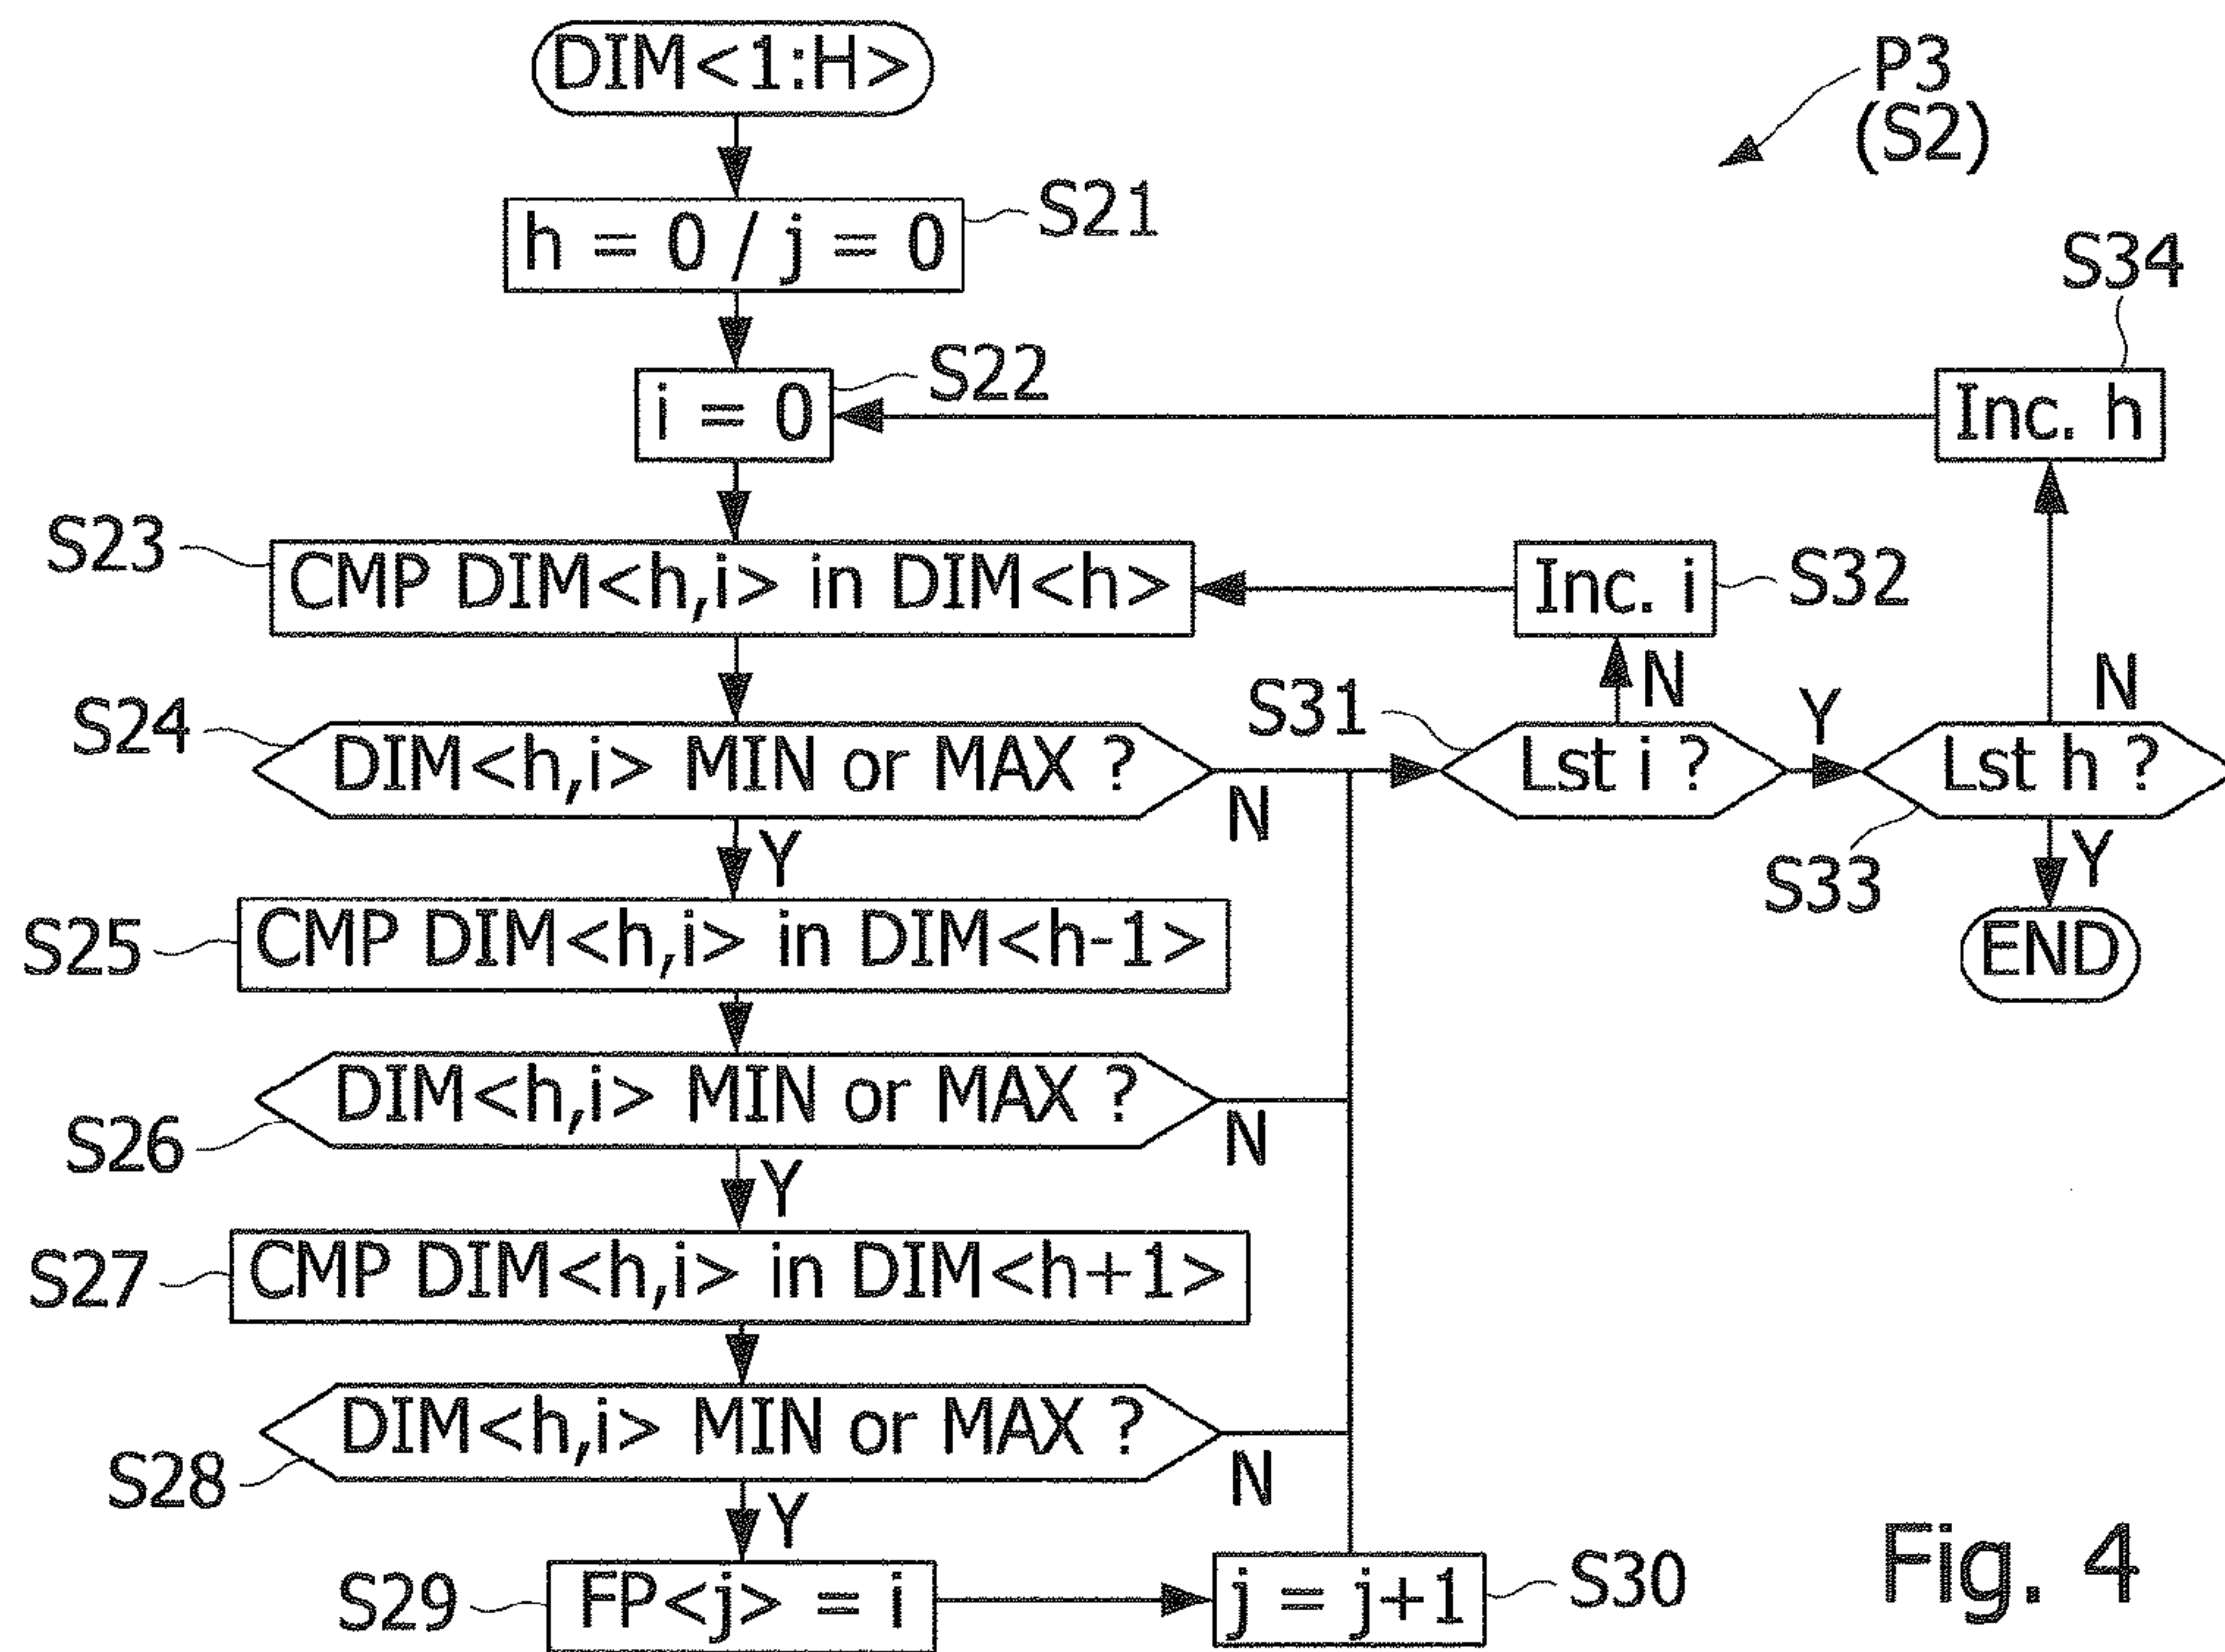 DIM<1:H>
P3
(S2)
h = 0 / j = 0
S21
S34
i = 0
S22
Inc. h
S23
CMP DIM<h,i> in DIM<h>
Inc. i
S32
S24
DIM<h,i> MIN or MAX ?
N
S31
N
Lst i ?
Y
N
Lst h ?
S33
Y
END
Y
S25
CMP DIM<h,i> in DIM<h-1>
S26
DIM<h,i> MIN or MAX ?
N
Y
S27
CMP DIM<h,i> in DIM<h+1>
S28
DIM<h,i> MIN or MAX ?
N
Y
S29
FP<j> = i
j = j+1
S30
Fig. 4